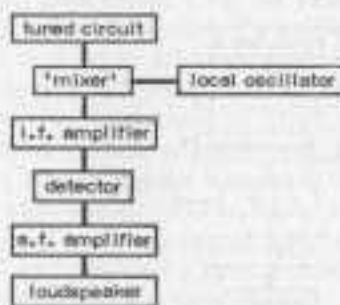 tuned circuit
'mixer'
local oscillator
i.f. amplifier
detector
a.f. amplifier
loudspeaker